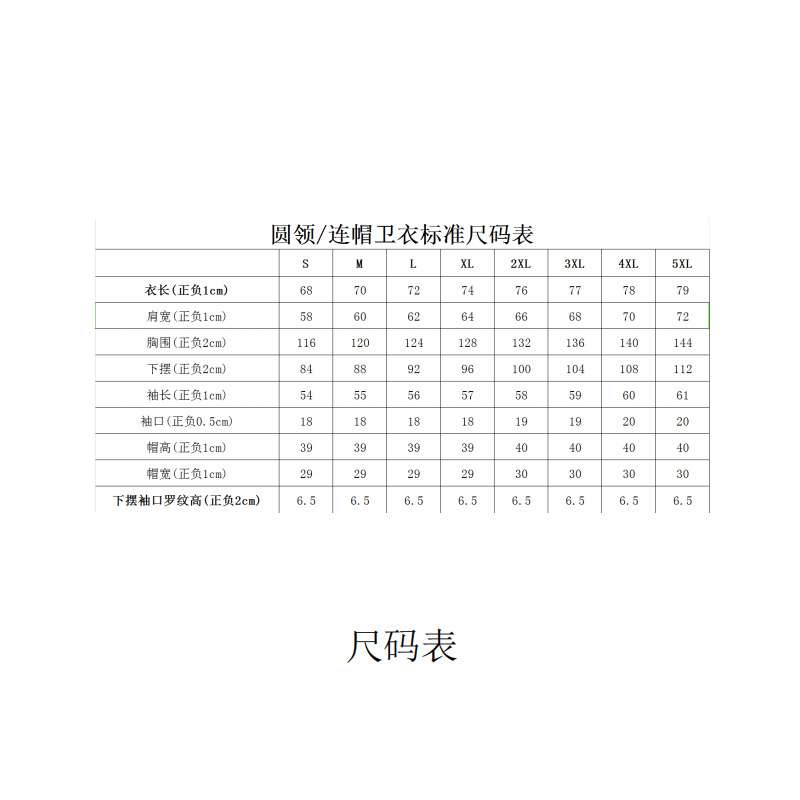 圆领/连帽卫衣标准尺码表
S M L XL 2XL 3XL 4XL 5XL
衣长(正负1cm) 68 70 72 74 76 77 78 79
肩宽(正负1cm) 58 60 62 64 66 68 70 72
胸围(正负2cm) 116 120 124 128 132 136 140 144
下摆(正负2cm) 84 88 92 96 100 104 108 112
袖长(正负1cm) 54 55 56 57 58 59 60 61
袖口(正负0.5cm) 18 18 18 18 19 19 20 20
帽高(正负1cm) 39 39 39 39 40 40 40 40
帽宽(正负1cm) 29 29 29 29 30 30 30 30
下摆袖口罗纹高(正负2cm) 6.5 6.5 6.5 6.5 6.5 6.5 6.5 6.5
尺码表